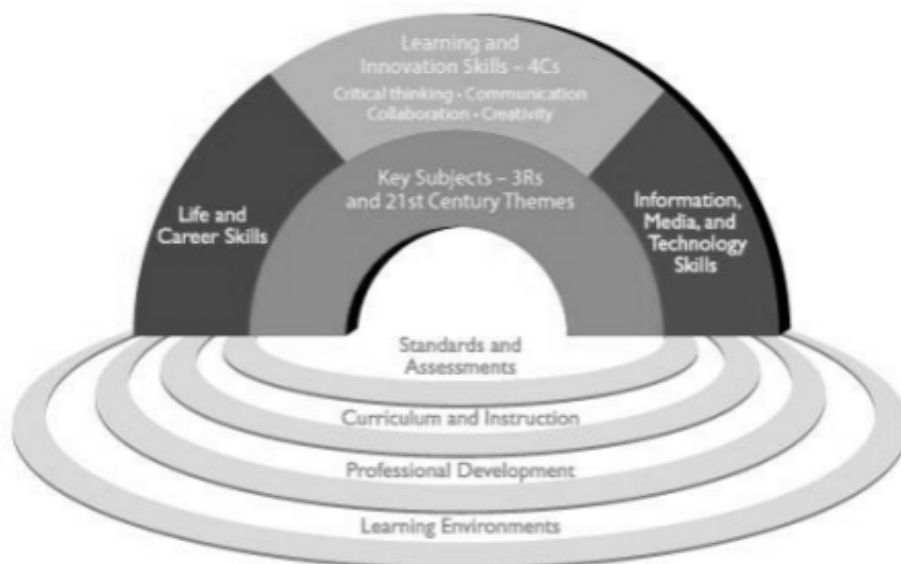 Learning and
Innovation Skills – 4Cs
Critical thinking • Communication
Collaboration • Creativity
Key Subjects – 3Rs
and 21st Century Themes
Life and
Career Skills
Information,
Media, and
Technology
Skills
Standards and
Assessments
Curriculum and Instruction
Professional Development
Learning Environments